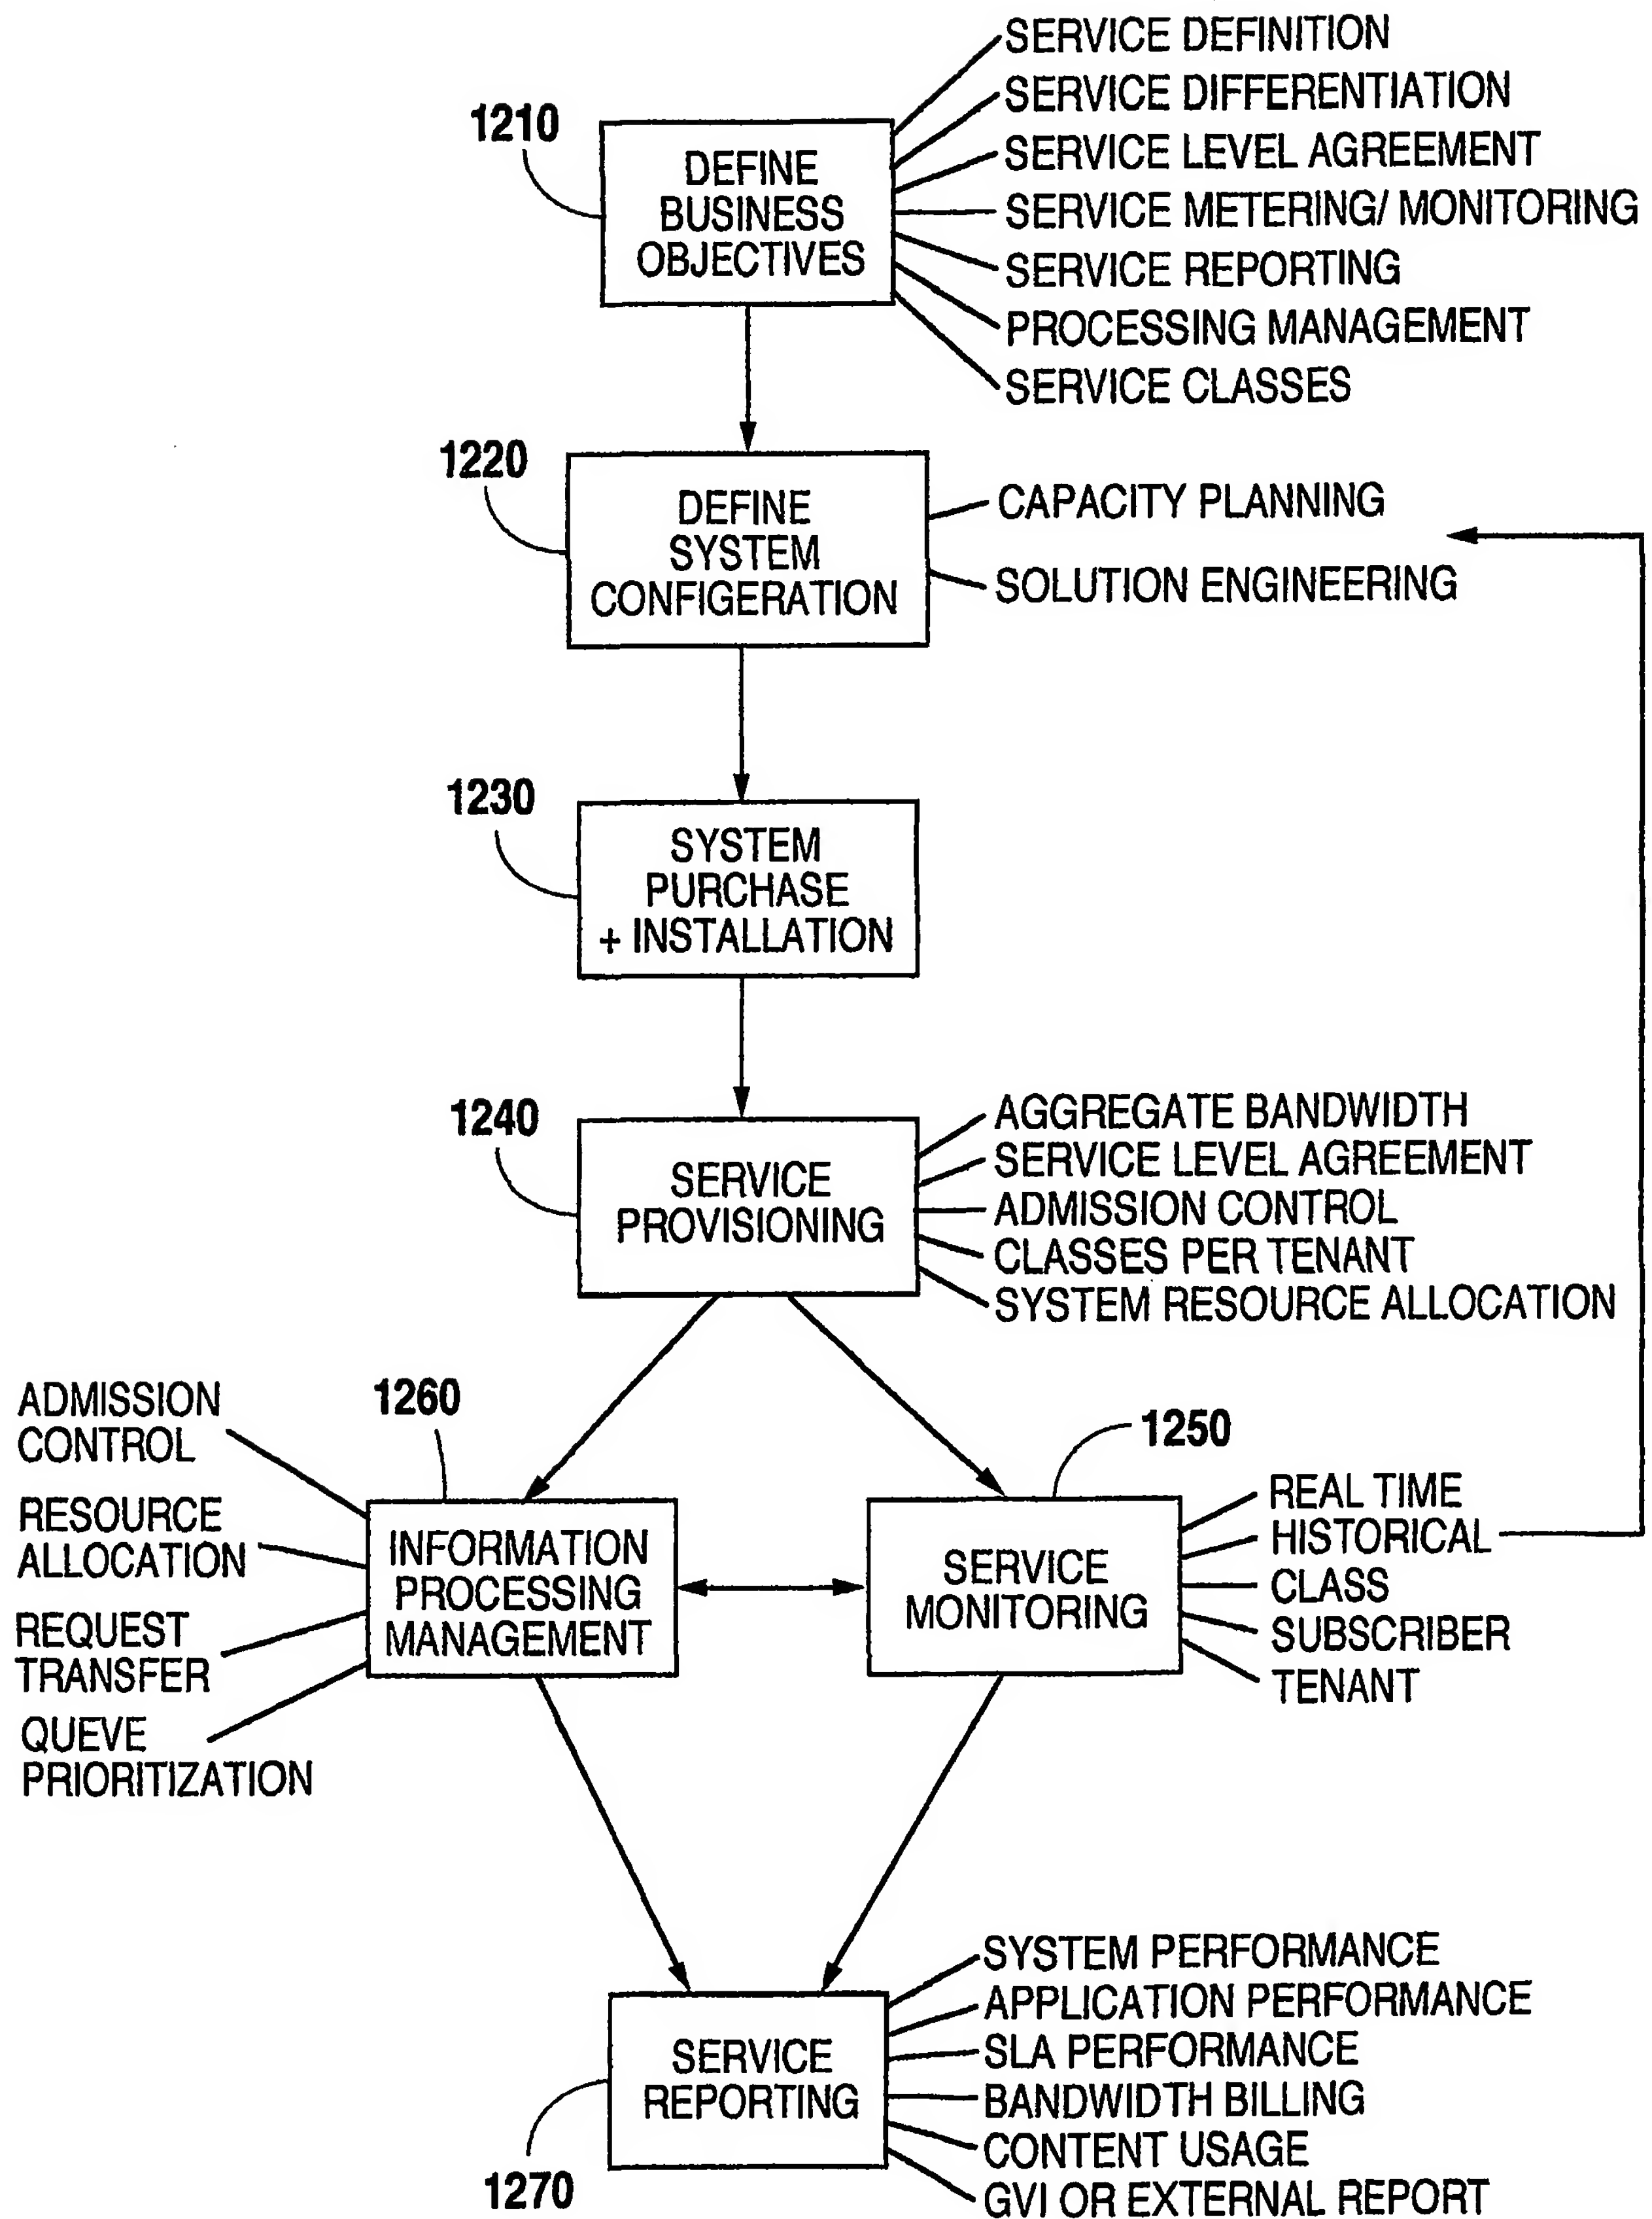 SERVICE DEFINITION
SERVICE DIFFERENTIATION
SERVICE LEVEL AGREEMENT
SERVICE METERING/ MONITORING
SERVICE REPORTING
PROCESSING MANAGEMENT
SERVICE CLASSES
1210
DEFINE
BUSINESS
OBJECTIVES
1220
DEFINE
SYSTEM
CONFIGERATION
CAPACITY PLANNING
SOLUTION ENGINEERING
1230
SYSTEM
PURCHASE
+ INSTALLATION
1240
SERVICE
PROVISIONING
AGGREGATE BANDWIDTH
SERVICE LEVEL AGREEMENT
ADMISSION CONTROL
CLASSES PER TENANT
SYSTEM RESOURCE ALLOCATION
ADMISSION
CONTROL
RESOURCE
ALLOCATION
REQUEST
TRANSFER
QUEVE
PRIORITIZATION
1260
INFORMATION
PROCESSING
MANAGEMENT
1250
SERVICE
MONITORING
REAL TIME
HISTORICAL
CLASS
SUBSCRIBER
TENANT
1270
SERVICE
REPORTING
SYSTEM PERFORMANCE
APPLICATION PERFORMANCE
SLA PERFORMANCE
BANDWIDTH BILLING
CONTENT USAGE
GVI OR EXTERNAL REPORT